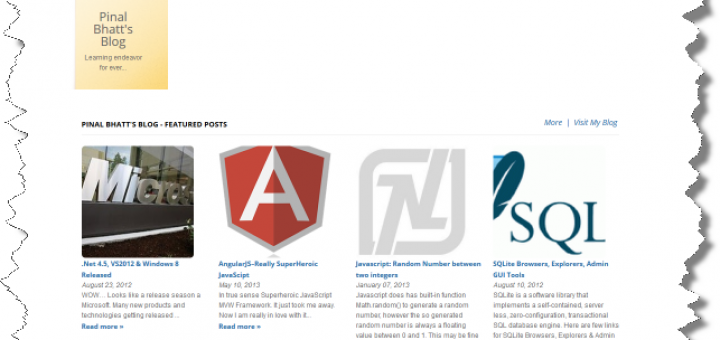 Pinal
Bhatt's
Blog
Learning endeavor
for ever...
PINAL BHATT'S BLOG - FEATURED POSTS
More | Visit My Blog
Micro
A
SQL
.Net 4.5, VS2012 & Windows 8
Released
August 23, 2012
WOW... Looks like a release season a
Microsoft. Many new products and
technologies getting released ...
Read more »
AngularJS–Really SuperHeroic
JavaScipt
May 10, 2013
In true sense Superheroic JavaScript
MVW Framework. It just took me away.
Now I am really in love with it...
Read more »
Javascript: Random Number between
two integers
January 07, 2013
Javascript does has built-in function
Math.random() to generate a random
number, however the so generated
random number is always a floating
value between 0 and 1. This may be fine
SQLite Browsers, Explorers, Admin
GUI Tools
August 10, 2012
SQLite is a software library that
implements a self-contained, server
less, zero-configuration, transactional
SQL database engine. Here are few links
for SQLite Browsers, Explorers & Admin